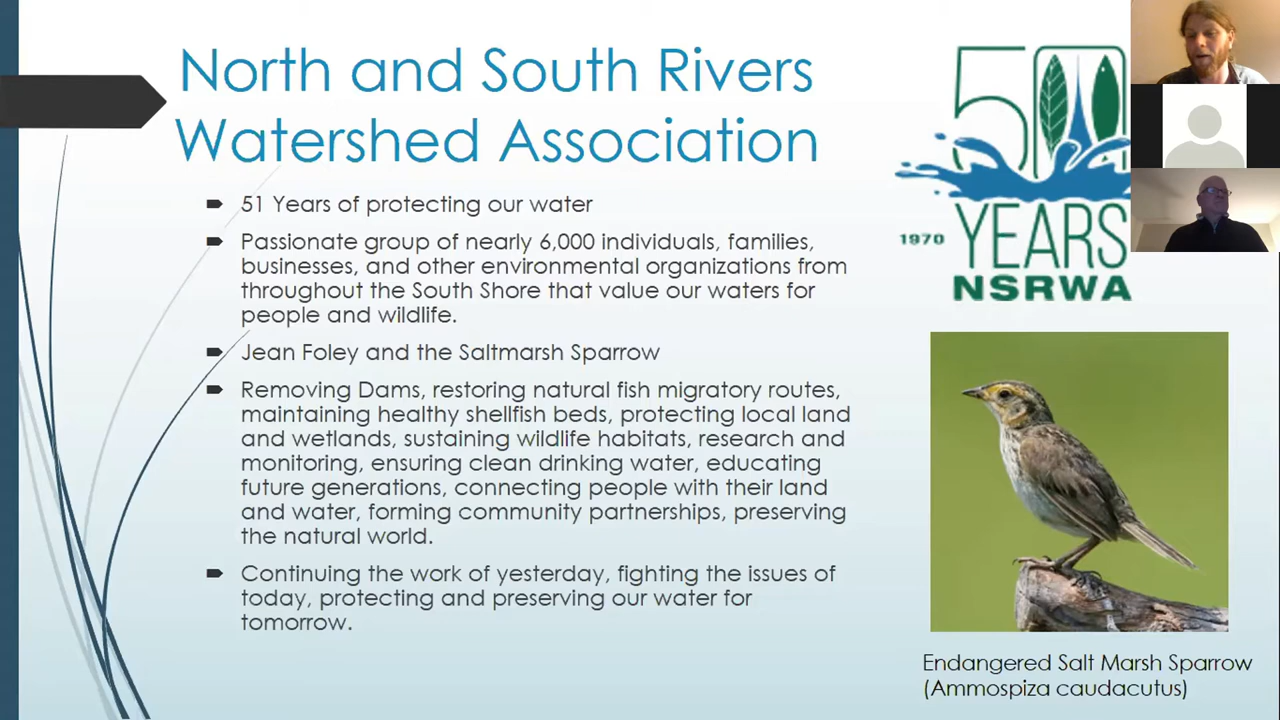 North and South Rivers
Watershed Association
51 Years of protecting our water
Passionate group of nearly 6,000 individuals, families,
businesses, and other environmental organizations from
throughout the South Shore that value our waters for
people and wildlife.
Jean Foley and the Saltmarsh Sparrow
Removing Dams, restoring natural fish migratory routes,
maintaining healthy shellfish beds, protecting local land
and wetlands, sustaining wildlife habitats, research and
monitoring, ensuring clean drinking water, educating
future generations, connecting people with their land
and water, forming community partnerships, preserving
the natural world.
Continuing the work of yesterday, fighting the issues of
today, protecting and preserving our water for
tomorrow.
50
1970 YEARS
NSRWA
Endangered Salt Marsh Sparrow
(Ammospiza caudacutus)